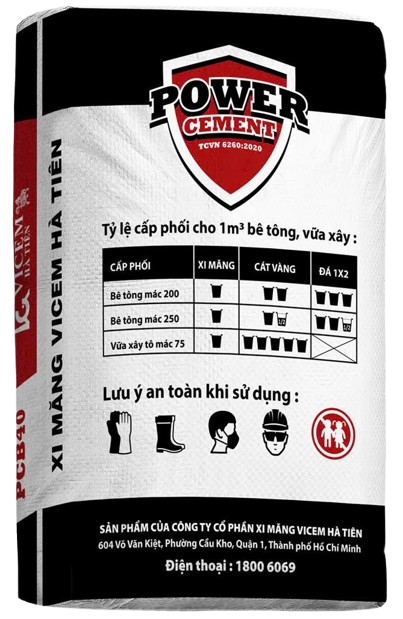 POWER
CEMENT
TCVN 6260:2020
Tỷ lệ cấp phối cho 1m³ bê tông, vữa xây :
CẤP PHỐI XI MĂNG CÁT VÀNG ĐÁ 1X2
Bê tông mác 200
Bê tông mác 250 1/2 1/2
Vữa xây tô mác 75
Lưu ý an toàn khi sử dụng :
SẢN PHẨM CỦA CÔNG TY CỔ PHẦN XI MĂNG VICEM HÀ TIÊN
604 Võ Văn Kiệt, Phường Cầu Kho, Quận 1, Thành phố Hồ Chí Minh
Điện thoại : 1800 6069
XI MĂNG VICEM HÀ TIÊN
VICEM
HÀ TIÊN
PCB40